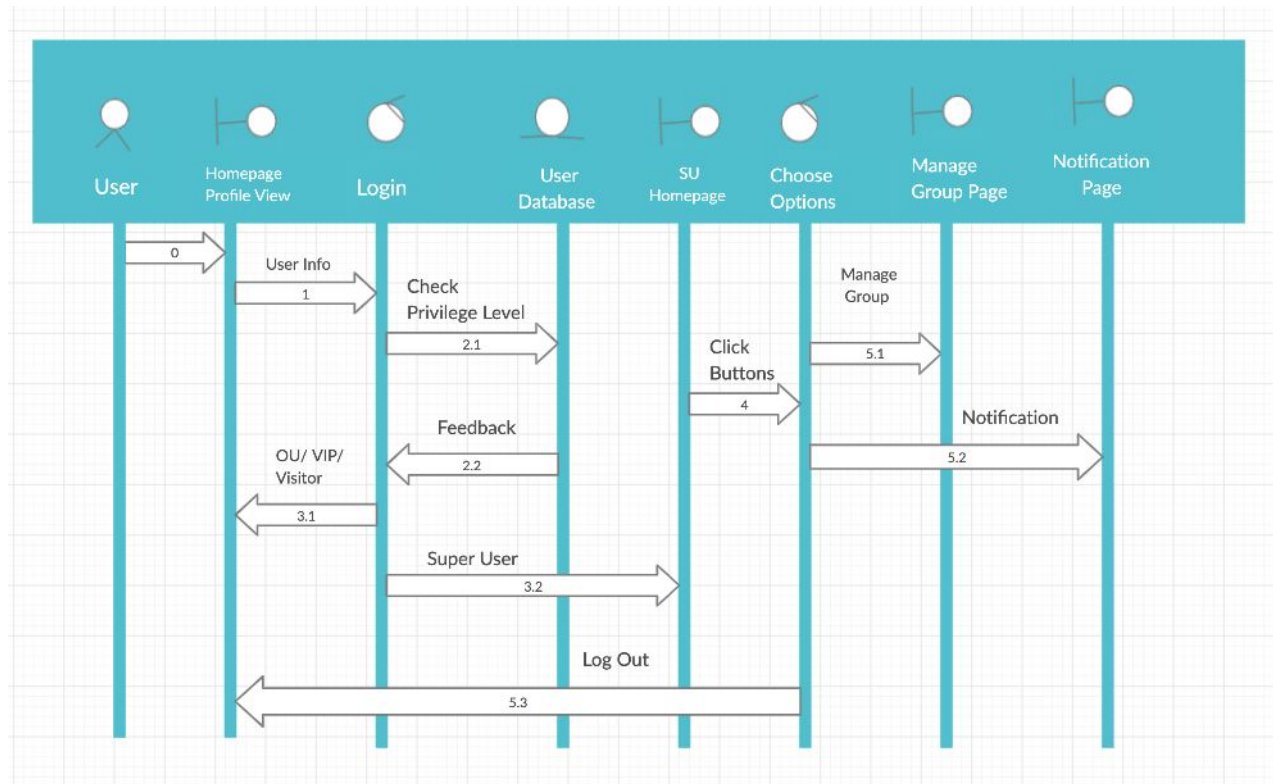 User
Homepage
Profile View
Login
User
Database
SU
Homepage
Choose
Options
Manage
Group Page
Notification
Page
0
User Info
1
Check
Privilege Level
2.1
Manage
Group
5.1
Click
Buttons
4
Notification
5.2
Feedback
2.2
OU/ VIP/
Visitor
3.1
Super User
3.2
Log Out
5.3